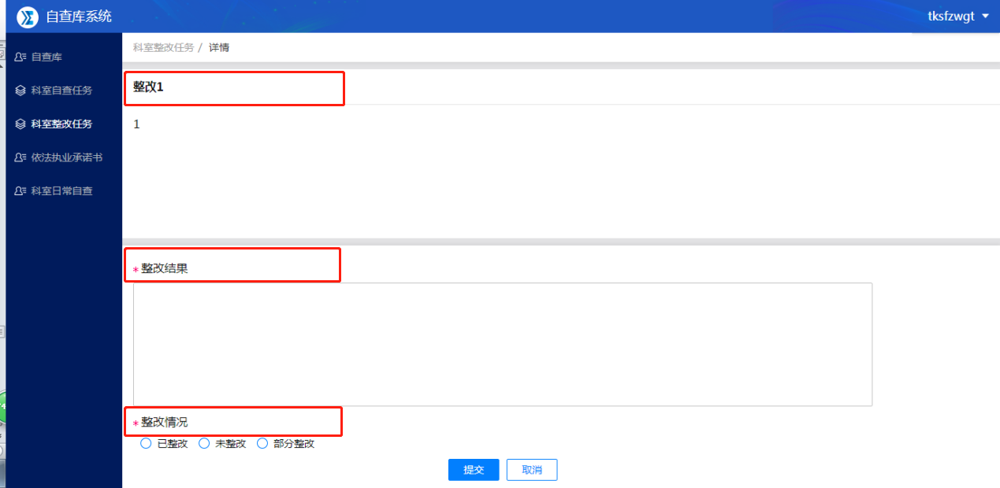 自查库系统
tksfzwgt
自查库
科室自查任务
科室整改任务
依法执业承诺书
科室日常自查
科室整改任务 / 详情
整改1
1
* 整改结果
* 整改情况
已整改 未整改 部分整改
提交 取消